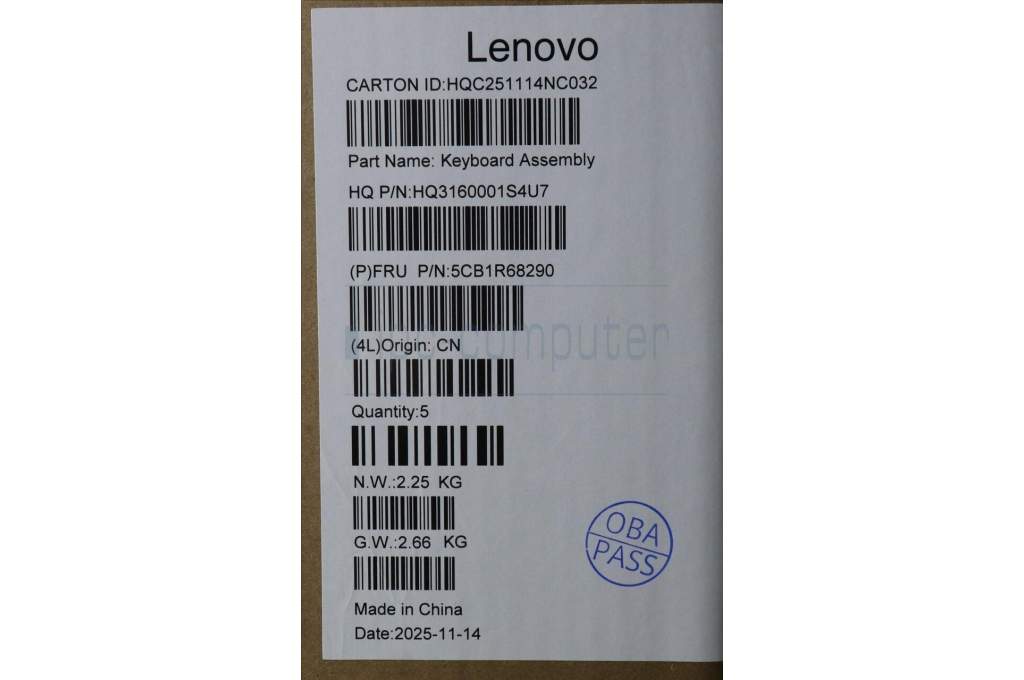 Lenovo
CARTON ID:HQC251114NC032
Part Name: Keyboard Assembly
HQ P/N:HQ3160001S4U7
(P)FRU P/N:5CB1R68290
computer
(4L)Origin: CN
Quantity:5
N.W.:2.25 KG
G.W.:2.66 KG
OBA
PASS
Made in China
Date:2025-11-14